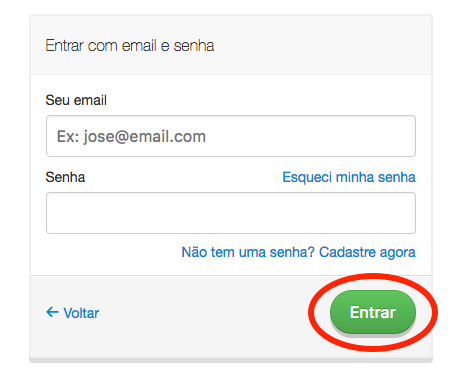 Entrar com email e senha
Seu email
Ex: jose@email.com
Senha Esqueci minha senha
Não tem uma senha? Cadastre agora
← Voltar Entrar